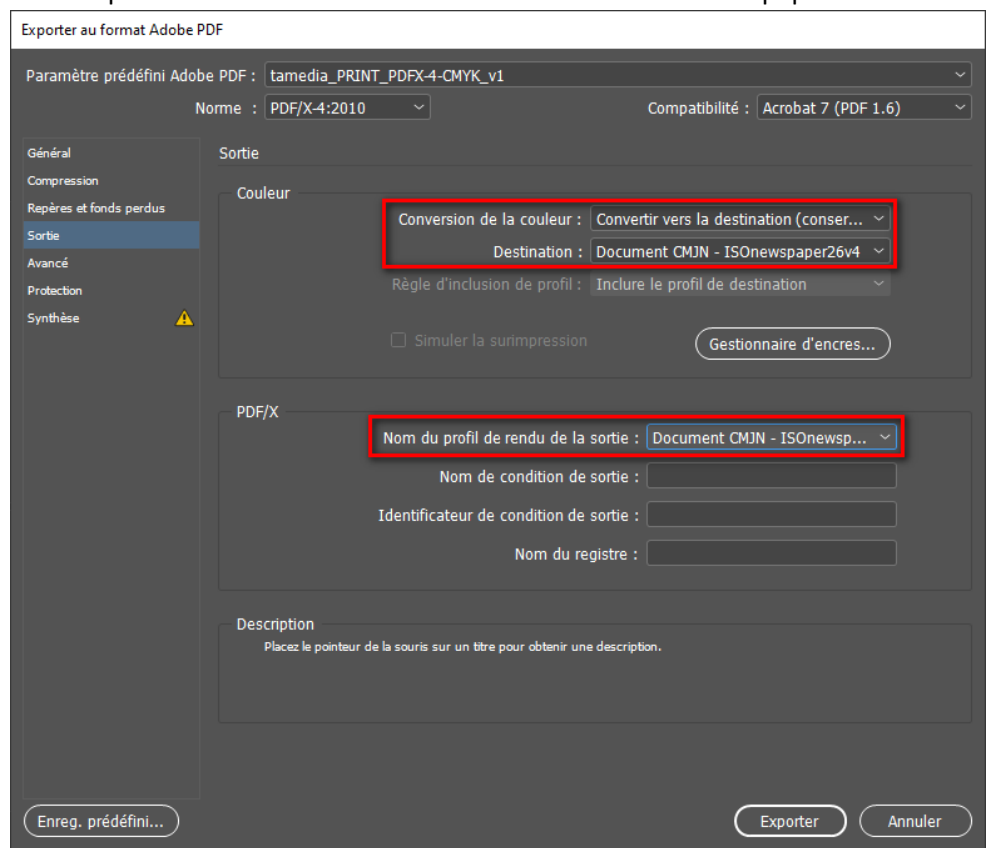 Exporter au format Adobe PDF
Paramètre prédéfini Adobe PDF : tamedia_PRINT_PDFX-4-CMYK_v1
Norme : PDF/X-4:2010 Compatibilité : Acrobat 7 (PDF 1.6)
Général
Compression
Repères et fonds perdus
Sortie
Avancé
Protection
Synthèse
Sortie
Couleur
Conversion de la couleur : Convertir vers la destination (conser...
Destination : Document CMJN - ISOnewspaper26v4
Règle d'inclusion de profil : Inclure le profil de destination
Simuler la surimpression
Gestionnaire d'encres...
PDF/X
Nom du profil de rendu de la sortie : Document CMJN - ISOnewsp...
Nom de condition de sortie :
Identificateur de condition de sortie :
Nom du registre :
Description
Placez le pointeur de la souris sur un titre pour obtenir une description.
Enreg. prédéfini...
Exporter
Annuler